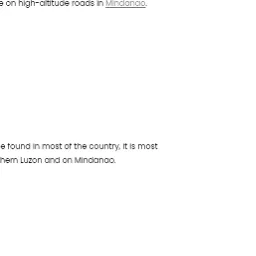 e on high-altitude roads in Mindanao.
e found in most of the country, it is most
hern Luzon and on Mindanao.